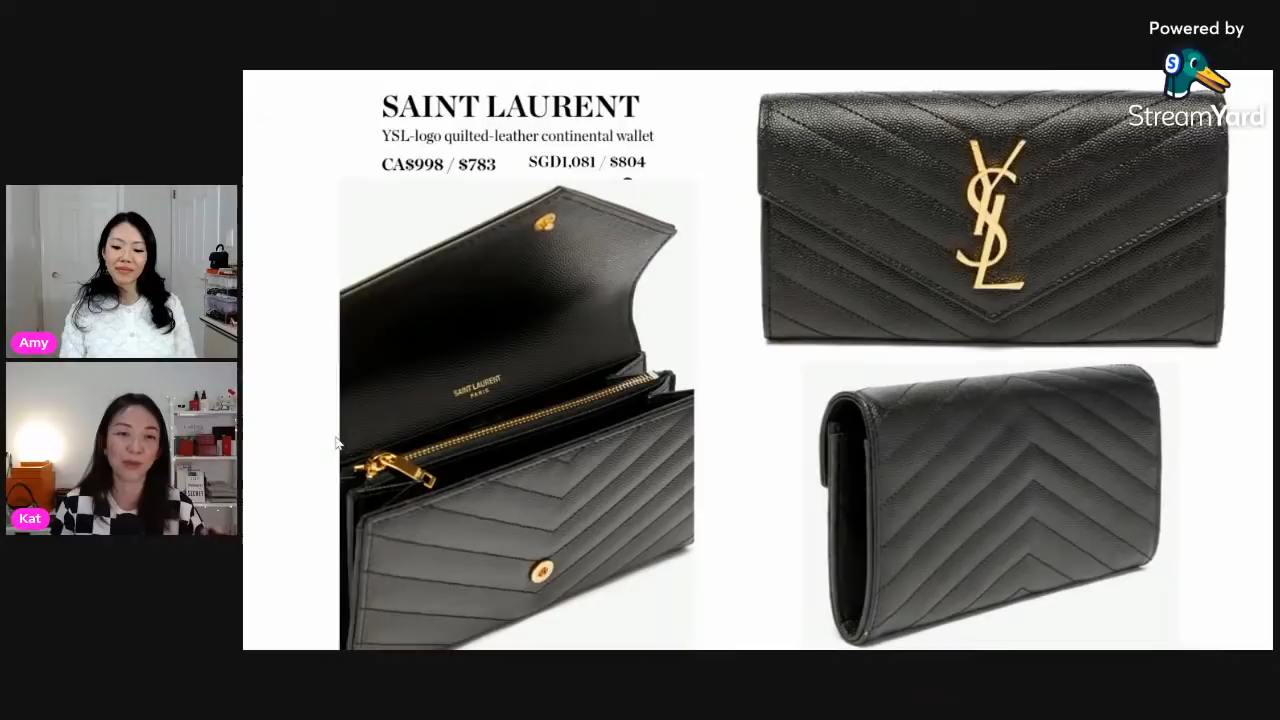 Powered by
S
StreamYard
SAINT LAURENT
YSL-logo quilted-leather continental wallet
CA$998 / $783
SGD1,081 / $804
YSL
SAINT LAURENT
PARIS
Amy
Kat
SECRET